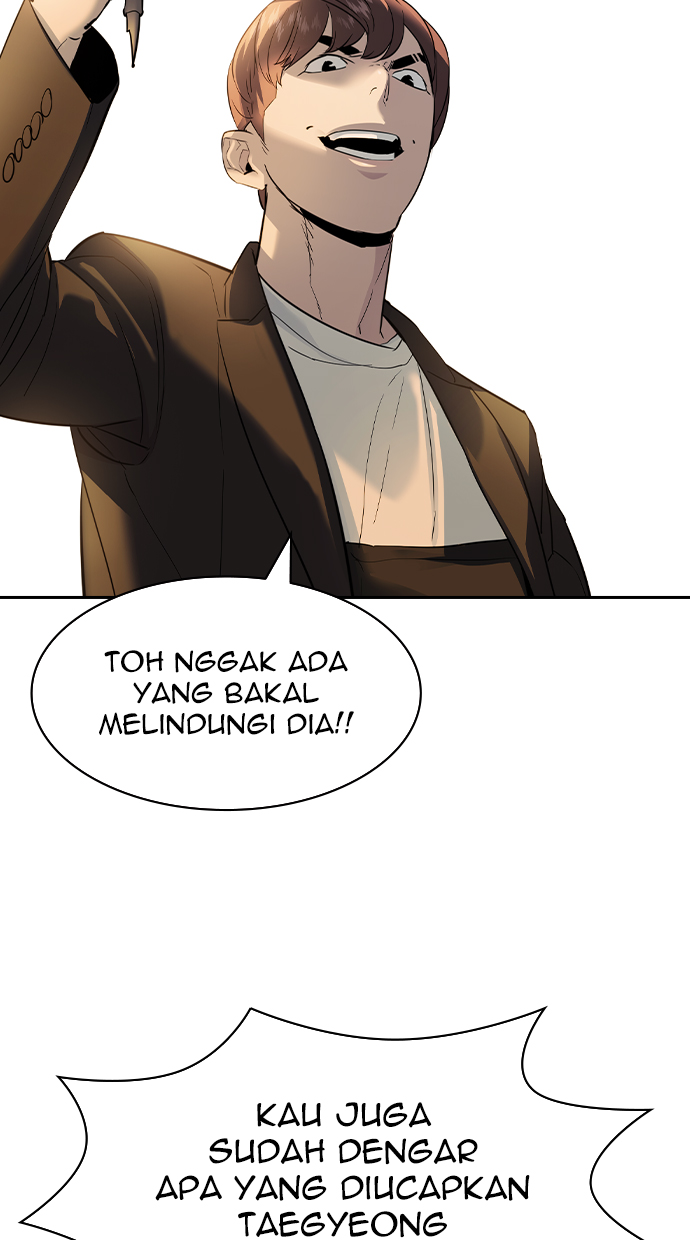 TOH NGGAK ADA
YANG BAKAL
MELINDUNGI DIA!!
KAU JUGA
SUDAH DENGAR
APA YANG DIUCAPKAN
TAEGYEONG